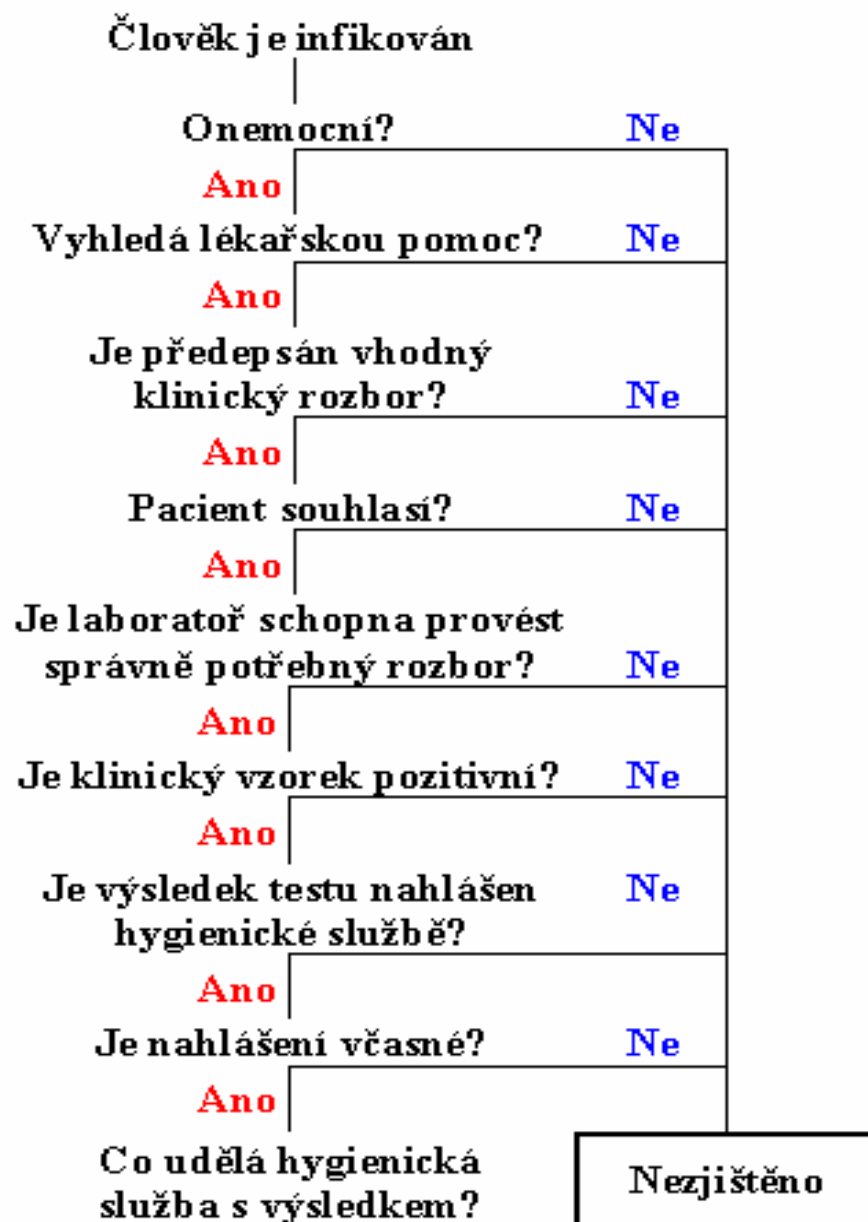 Člověk je infikován
Onemocní? Ne
Ano
Vyhledá lékařskou pomoc? Ne
Ano
Je předepsán vhodný
klinický rozbor? Ne
Ano
Pacient souhlasí? Ne
Ano
Je laboratoř schopna provést
správně potřebný rozbor? Ne
Ano
Je klinický vzorek pozitivní? Ne
Ano
Je výsledek testu nahlášen Ne
hygienické službě?
Ano
Je nahlášení včasné? Ne
Ano
Co udělá hygienická
služba s výsledkem?
Nezjištěno